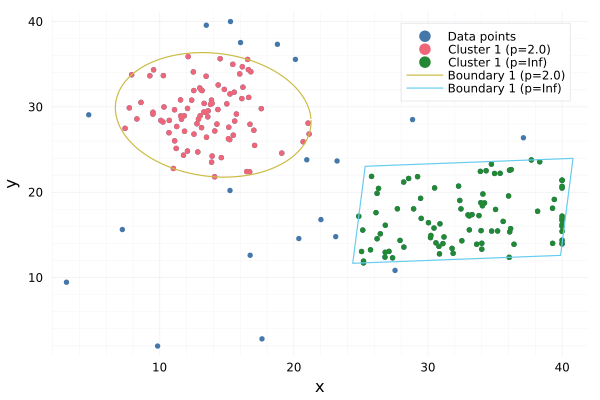 40
30
20
10
y
10
20
30
40
x
Data points
Cluster 1 (p=2.0)
Cluster 1 (p=Inf)
Boundary 1 (p=2.0)
Boundary 1 (p=Inf)